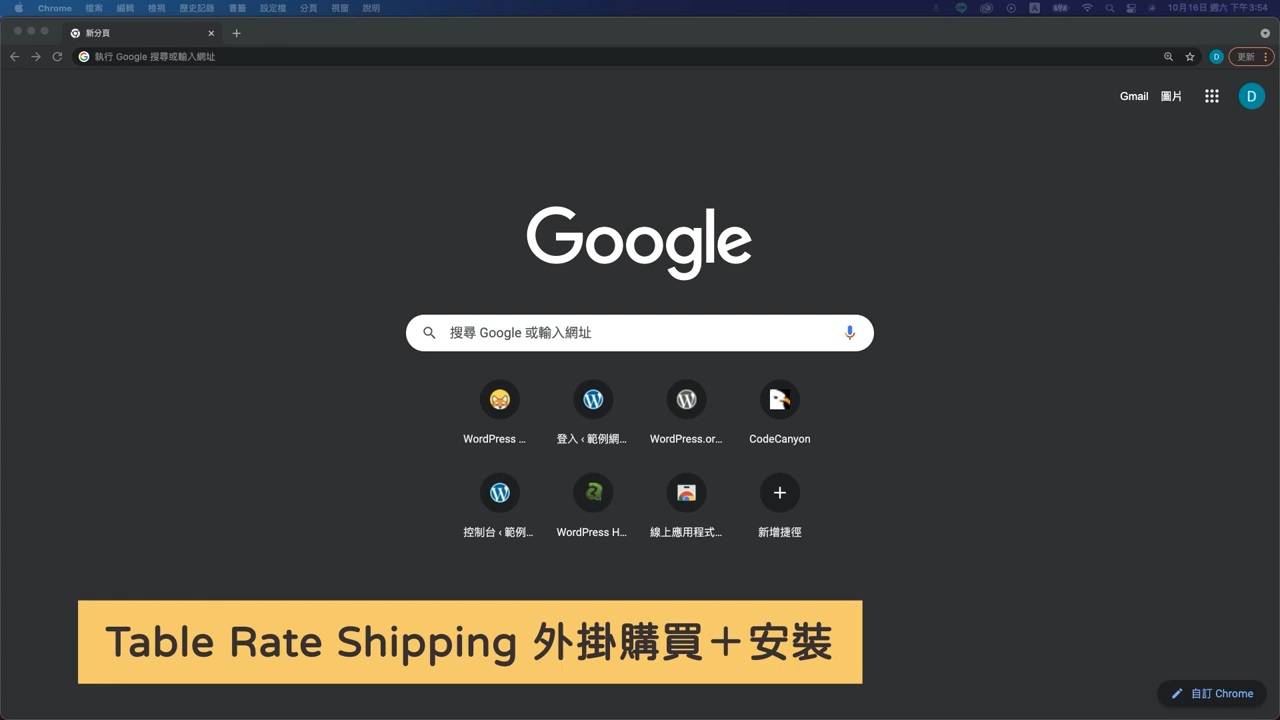 Chrome 檔案 編輯 檢視 歷史記錄 書籤 設定檔 分頁 視窗 說明 A 10月16日 週六 下午3:54
新分頁
執行 Google 搜尋或輸入網址 D 更新
Gmail 圖片 D
Google
搜尋 Google 或輸入網址
WordPress ... 登入 ‹ 範例網... WordPress.or... CodeCanyon
控制台 ‹ 範例... WordPress H... 線上應用程式... 新增捷徑
Table Rate Shipping 外掛購買＋安裝
自訂 Chrome